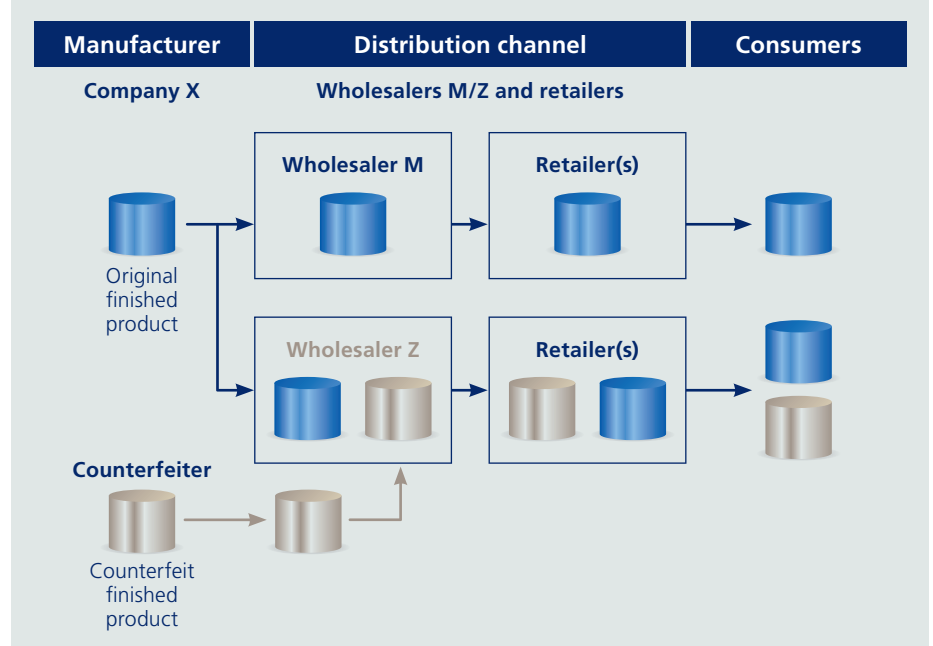 Manufacturer
Distribution channel
Consumers
Company X
Wholesalers M/Z and retailers
Wholesaler M
Retailer(s)
Original
finished
product
Wholesaler Z
Retailer(s)
Counterfeiter
Counterfeit
finished
product